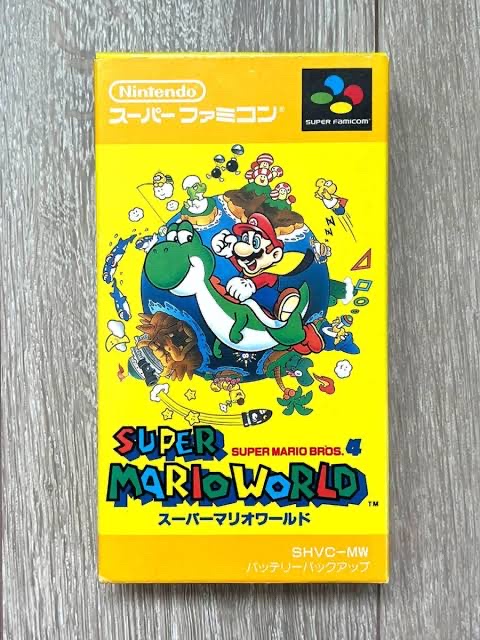 Nintendo
スーパーファミコン®
SUPER FAMICOM
zzz
SUPER MARIO BROS. 4
SUPER
MARIO WORLD™
スーパーマリオワールド
SHVC-MW
バッテリーバックアップ